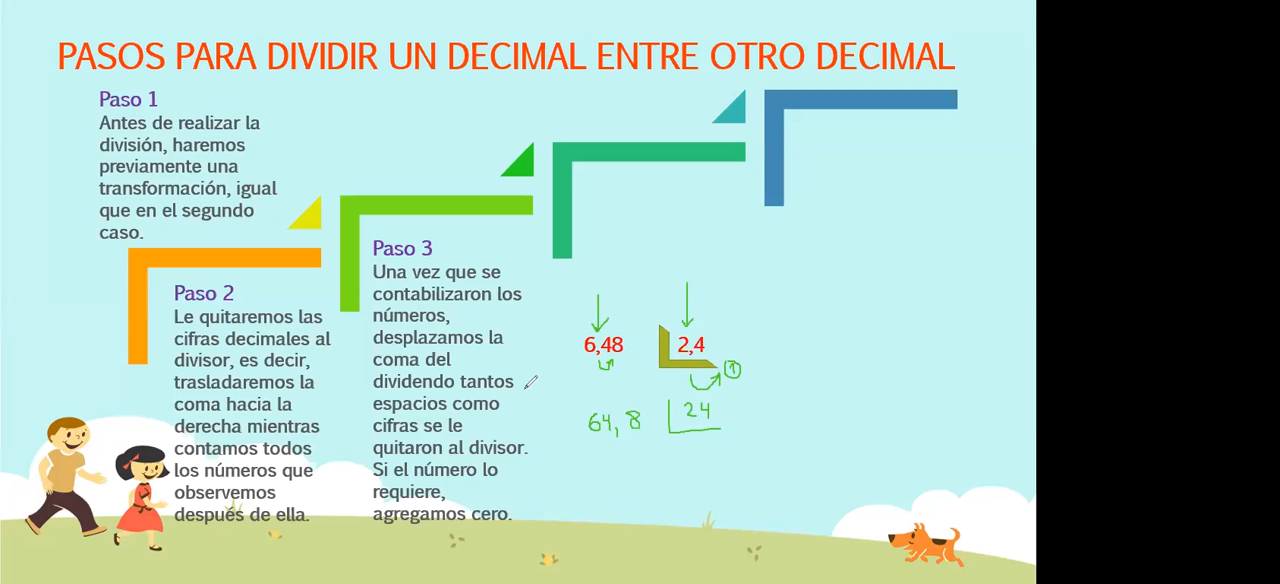 PASOS PARA DIVIDIR UN DECIMAL ENTRE OTRO DECIMAL
Paso 1
Antes de realizar la
división, haremos
previamente una
transformación, igual
que en el segundo
caso.
Paso 2
Le quitaremos las
cifras decimales al
divisor, es decir,
trasladaremos la
coma hacia la
derecha mientras
contamos todos
los números que
observemos
después de ella.
Paso 3
Una vez que se
contabilizaron los
números,
desplazamos la
coma del
dividendo tantos
espacios como
cifras se le
quitaron al divisor.
Si el número lo
requiere,
agregamos cero.
6,48 2,4
1
64,8 24